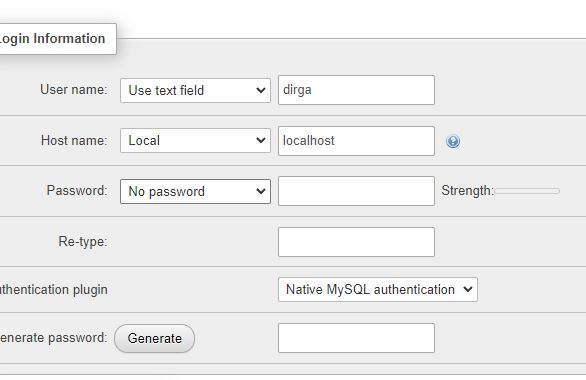 Login Information
User name: Use text field dirga
Host name: Local localhost
Password: No password Strength:
Re-type:
uthentication plugin Native MySQL authentication
enerate password: Generate